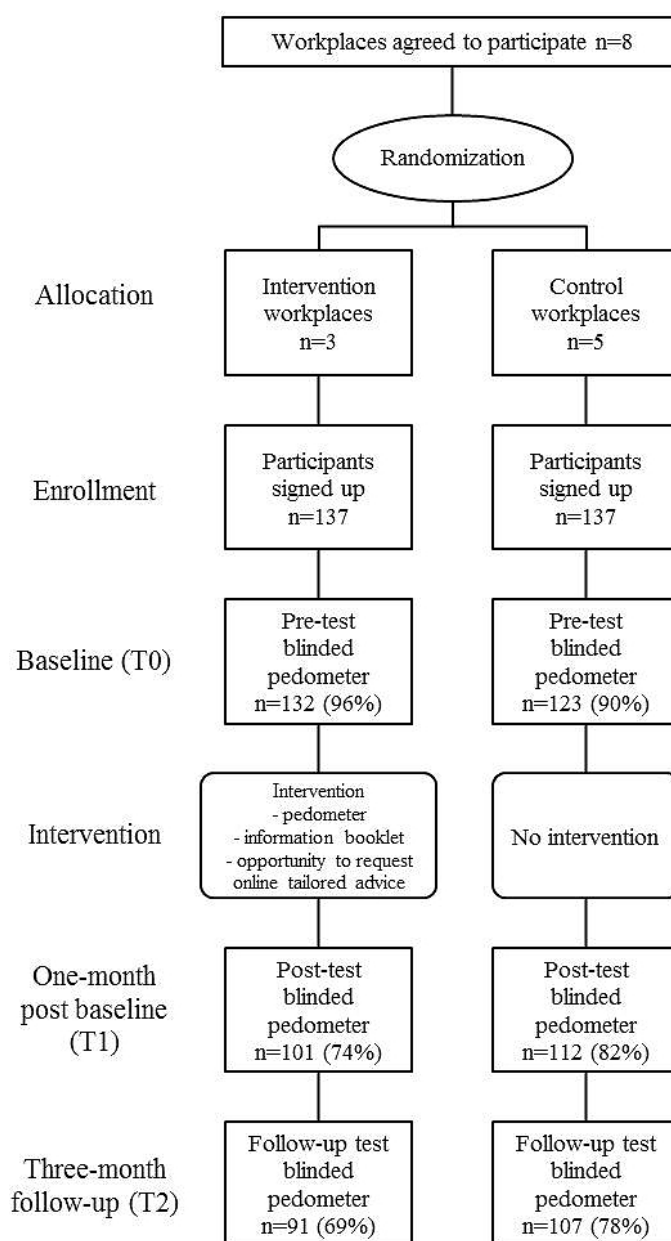 Workplaces agreed to participate n=8
Randomization
Allocation
Intervention
workplaces
n=3
Control
workplaces
n=5
Enrollment
Participants
signed up
n=137
Participants
signed up
n=137
Baseline (T0)
Pre-test
blinded
pedometer
n=132 (96%)
Pre-test
blinded
pedometer
n=123 (90%)
Intervention
Intervention
- pedometer
- information booklet
- opportunity to request
online tailored advice
No intervention
One-month
post baseline
(T1)
Post-test
blinded
pedometer
n=101 (74%)
Post-test
blinded
pedometer
n=112 (82%)
Three-month
follow-up (T2)
Follow-up test
blinded
pedometer
n=91 (69%)
Follow-up test
blinded
pedometer
n=107 (78%)